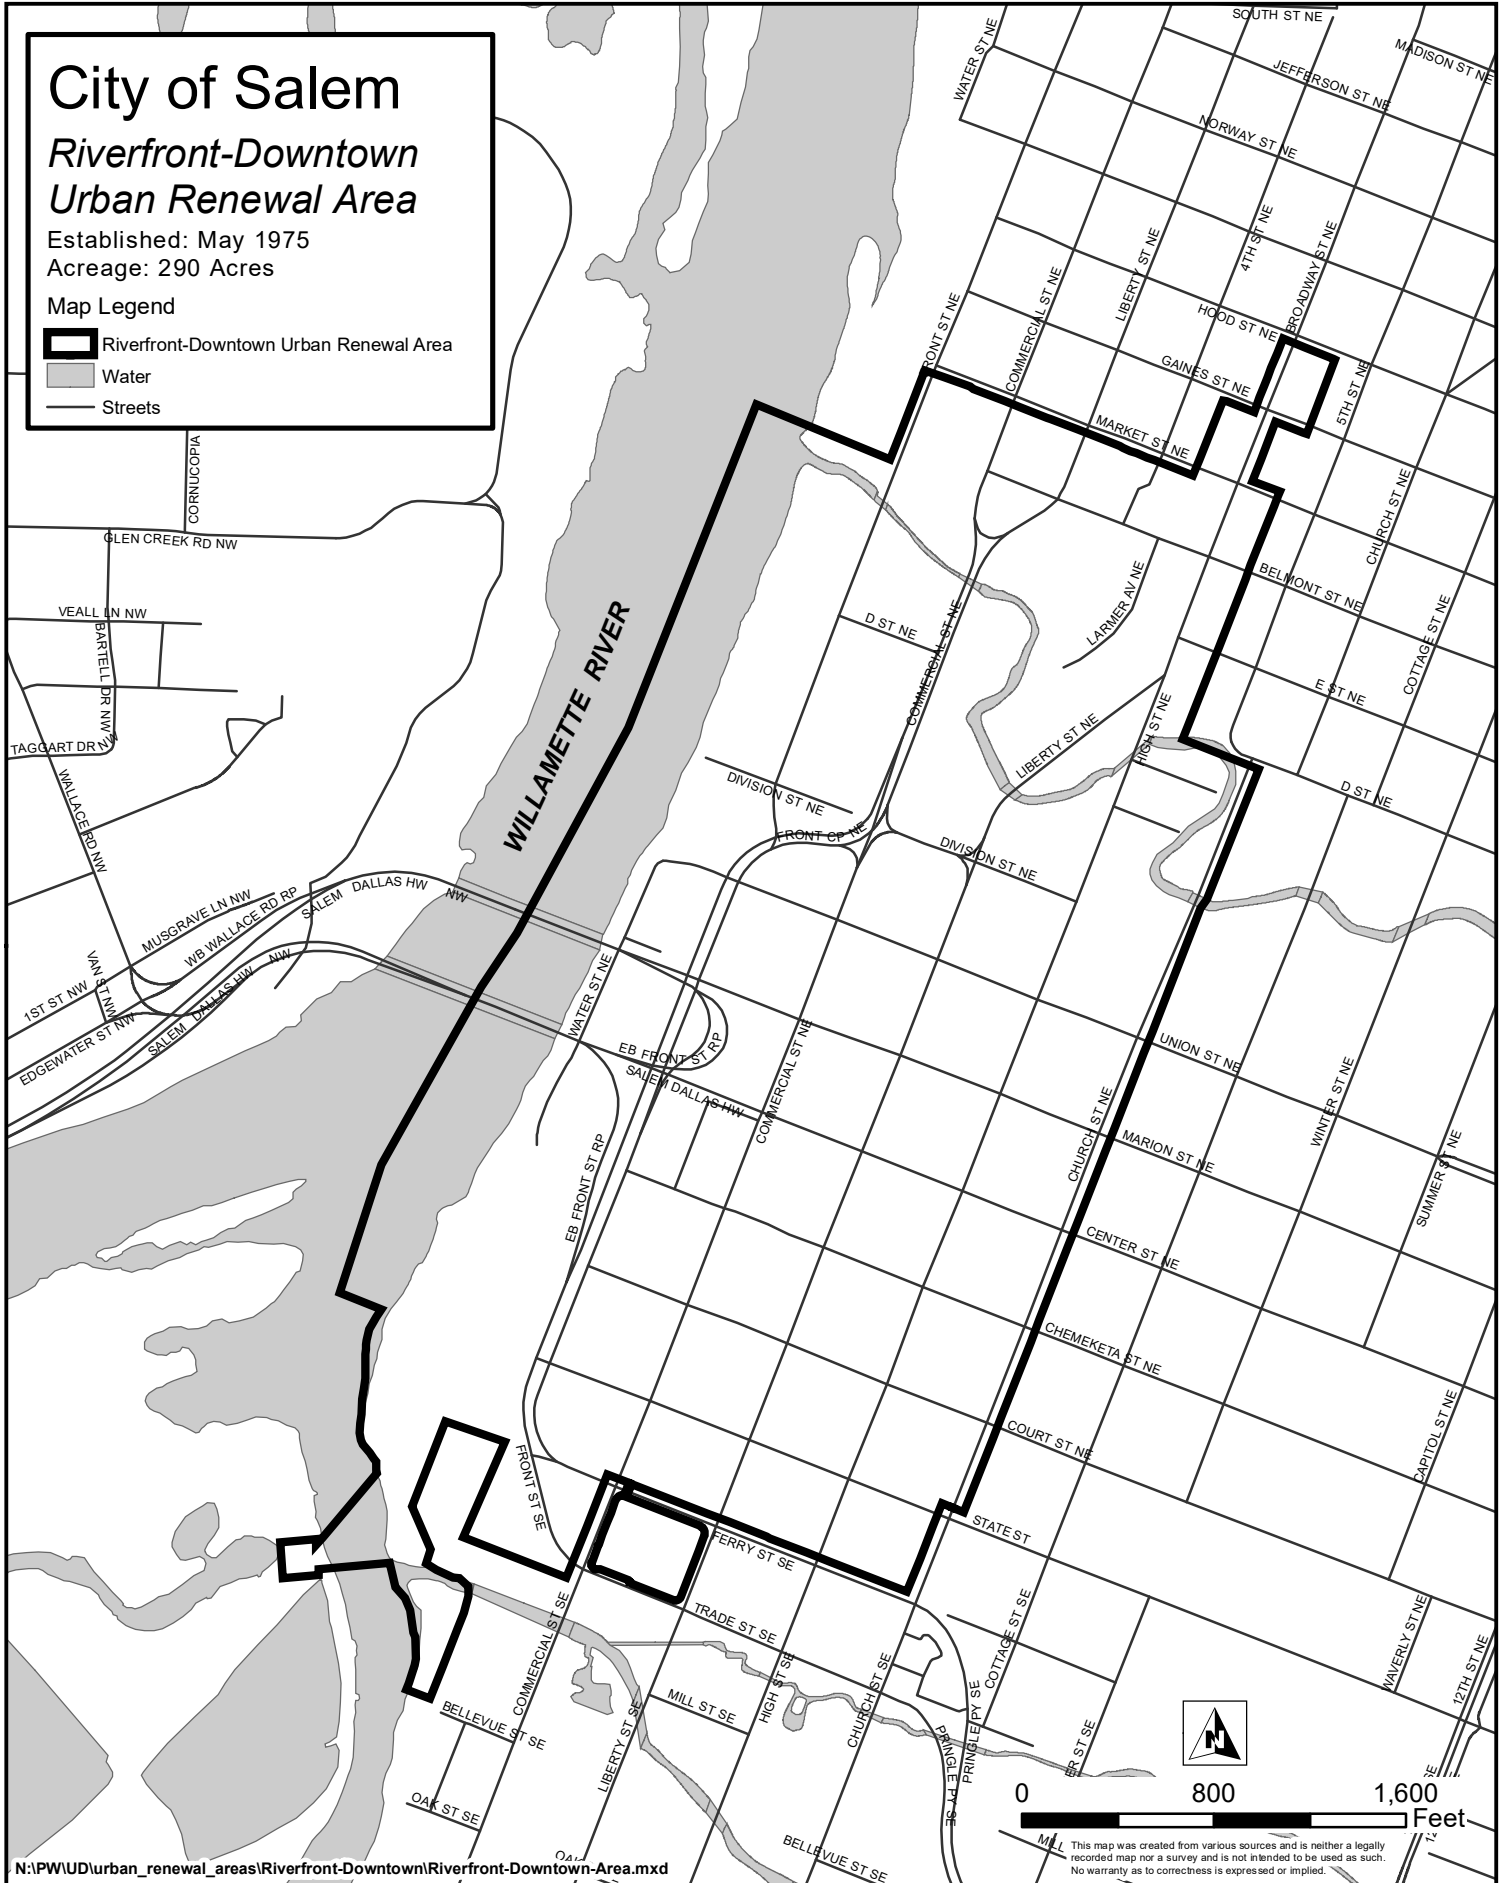 City of Salem
Riverfront-Downtown
Urban Renewal Area
Established: May 1975
Acreage: 290 Acres
Map Legend
Riverfront-Downtown Urban Renewal Area
Water
Streets
SOUTH ST NE
WATER ST NE
MADISON ST NE
JEFFERSON ST NE
NORWAY ST NE
4TH ST NE
LIBERTY ST NE
BROADWAY ST NE
COMMERCIAL ST NE
HOOD ST NE
RONT ST NE
GAINES ST NE
5TH ST NE
MARKET ST NE
CORNUCOPIA
CHURCH ST NE
GLEN CREEK RD NW
BELMONT ST NE
VEALL LN NW
LARMER AV NE
D ST NE
COTTAGE ST NE
BARTELL DR NW
COMMERCIAL ST NE
E ST NE
WILLAMETTE RIVER
HIGH ST NE
TAGGART DR NW
LIBERTY ST NE
WALLACE RD NW
DIVISION ST NE
D ST NE
FRONT CP NE
DIVISION ST NE
SALEM DALLAS HW NW
MUSGRAVE LN NW
WB WALLACE RD RP
VAN ST NW
SALEM DALLAS HW NW
1ST ST NW
WATER ST NE
EDGEWATER ST NW
EB FRONT ST RP
UNION ST NE
SALEM DALLAS HW
COMMERCIAL ST NE
WINTER ST NE
CHURCH ST NE
MARION ST NE
EB FRONT ST RP
SUMMER ST NE
CENTER ST NE
CHEMEKETA ST NE
COURT ST NE
CAPITOL ST NE
FRONT ST SE
STATE ST
FERRY ST SE
TRADE ST SE
COMMERCIAL ST SE
COTTAGE ST SE
WAVERLY ST NE
12TH ST NE
HIGH ST SE
CHURCH ST SE
MILL ST SE
BELLEVUE ST SE
LIBERTY ST SE
PRINGLE PY SE
PRINGLE PY SE
ER ST SE
N
OAK ST SE
0 800 1,600
Feet
BELLEVUE ST SE
MILL
This map was created from various sources and is neither a legally
recorded map nor a survey and is not intended to be used as such.
No warranty as to correctness is expressed or implied.
N:\PW\UD\urban_renewal_areas\Riverfront-Downtown\Riverfront-Downtown-Area.mxd